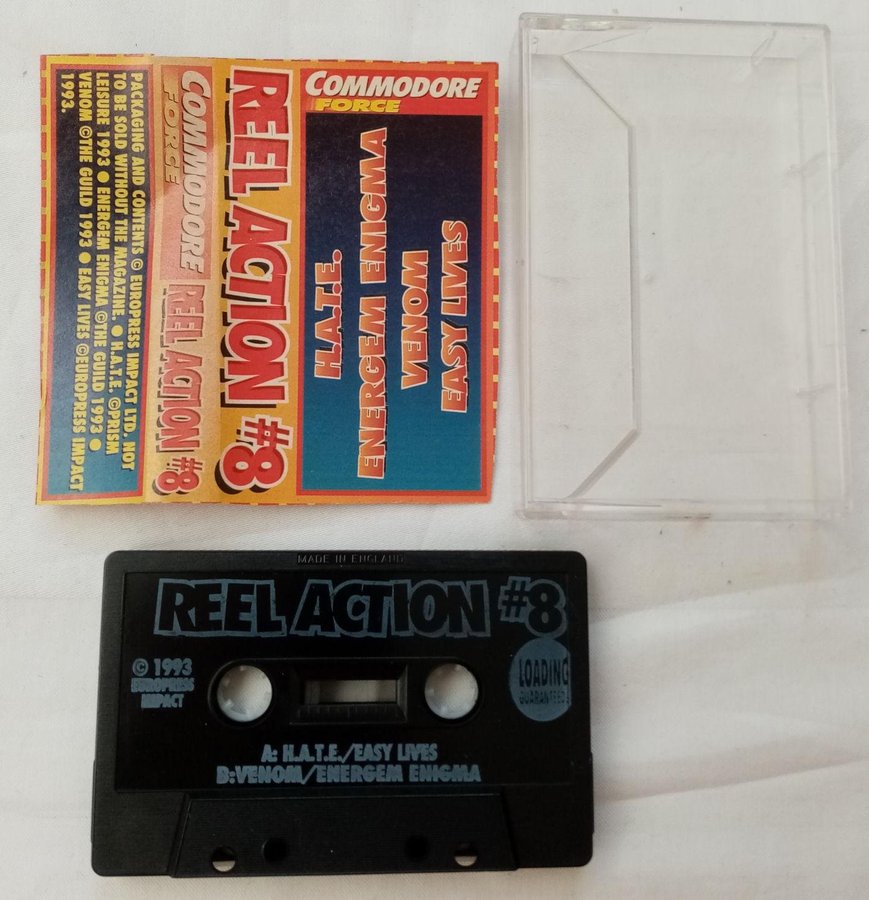 COMMODORE
FORCE
H.A.T.E.
ENERGEM ENIGMA
VENOM
EASY LIVES
REEL ACTION #8
COMMODORE
FORCE
REEL ACTION #8
PACKAGING AND CONTENTS © EUROPRESS IMPACT LTD. NOT
TO BE SOLD WITHOUT THE MAGAZINE. ● H.A.T.E. ©PRISM
LEISURE 1993 ● ENERGEM ENIGMA ©THE GUILD 1993 ●
VENOM ©THE GUILD 1993 ● EASY LIVES ©EUROPRESS IMPACT
1993.
MADE IN ENGLAND
REEL ACTION #8
© 1993
EUROPRESS
IMPACT
LOADING
GUARANTEED!
A: H.A.T.E./EASY LIVES
B:VENOM/ENERGEM ENIGMA